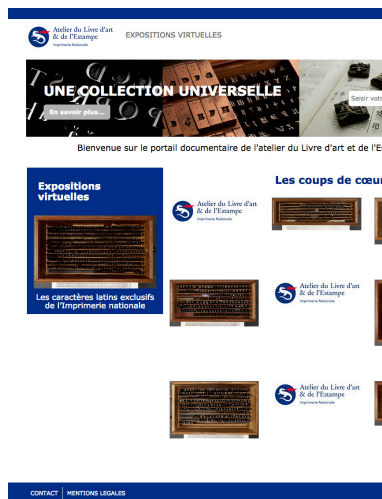 Atelier du Livre d'art
& de l'Estampe
Imprimerie Nationale
EXPOSITIONS VIRTUELLES
UNE COLLECTION UNIVERSELLE
En savoir plus...
Saisir vot
Bienvenue sur le portail documentaire de l'atelier du Livre d'art et de l'E
Expositions
virtuelles
Les caractères latins exclusifs
de l'Imprimerie nationale
Les coups de cœur
Atelier du Livre d'art
& de l'Estampe
Imprimerie Nationale
Atelier du Livre d'art
& de l'Estampe
Imprimerie Nationale
Atelier du Livre d'art
& de l'Estampe
Imprimerie Nationale
CONTACT
MENTIONS LEGALES